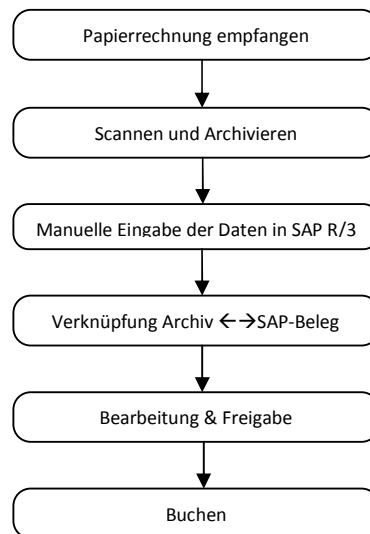 Papierrechnung empfangen
Scannen und Archivieren
Manuelle Eingabe der Daten in SAP R/3
Verknüpfung Archiv ←→SAP-Beleg
Bearbeitung & Freigabe
Buchen